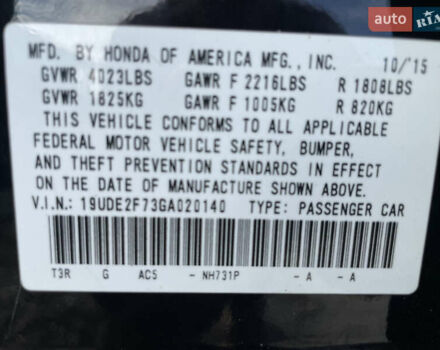 auto RIA
MFD. BY HONDA OF AMERICA MFG., INC. 10/'15
GVWR 4023LBS GAWR F 2216LBS R 1808LBS
GVWR 1825KG GAWR F 1005KG R 820KG
THIS VEHICLE CONFORMS TO ALL APPLICABLE
FEDERAL MOTOR VEHICLE SAFETY, BUMPER,
AND THEFT PREVENTION STANDARDS IN EFFECT
ON THE DATE OF MANUFACTURE SHOWN ABOVE.
V.I.N.: 19UDE2F73GA020140 TYPE: PASSENGER CAR
T3R G AC5 - NH731P - A - A